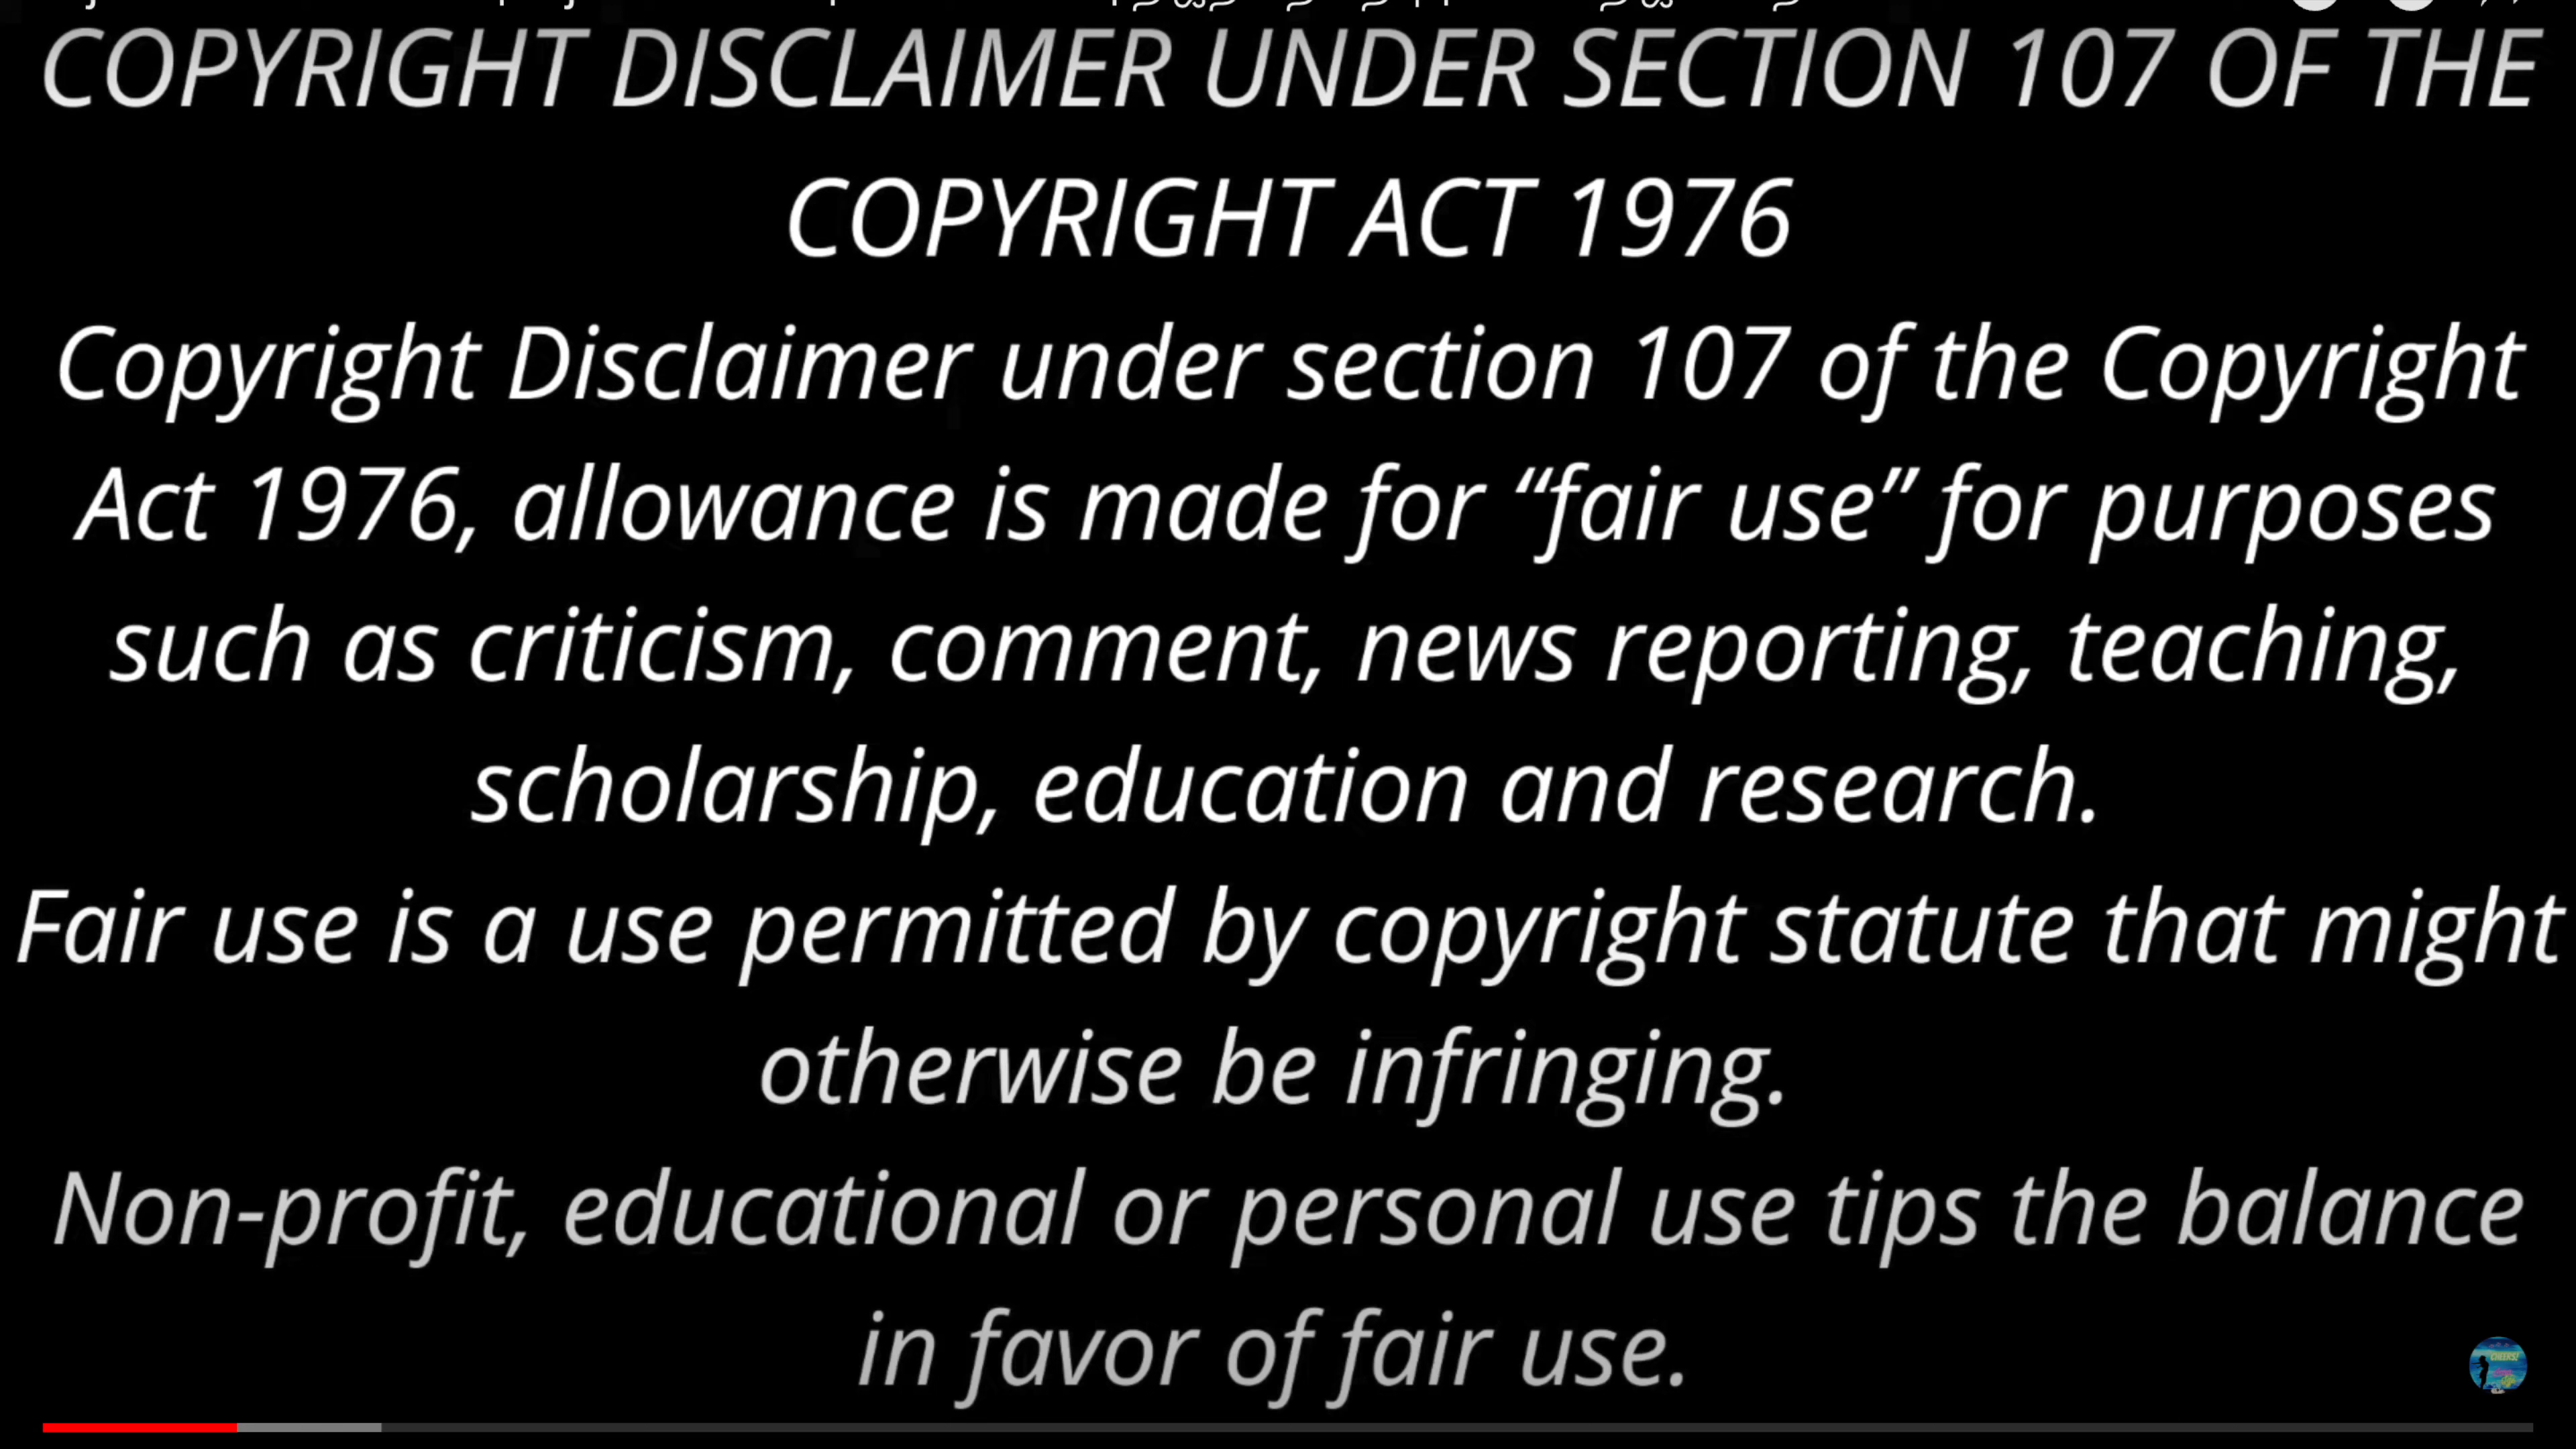 COPYRIGHT DISCLAIMER UNDER SECTION 107 OF THE
COPYRIGHT ACT 1976
Copyright Disclaimer under section 107 of the Copyright
Act 1976, allowance is made for “fair use” for purposes
such as criticism, comment, news reporting, teaching,
scholarship, education and research.
Fair use is a use permitted by copyright statute that might
otherwise be infringing.
Non-profit, educational or personal use tips the balance
in favor of fair use.
CHEERS!